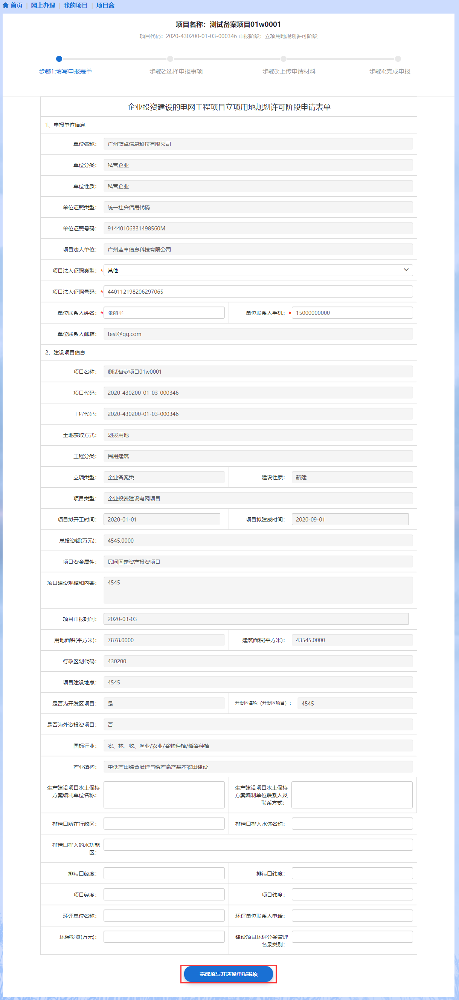 首页 | 网上办理 | 我的项目 | 项目盒
项目名称：测试备案项目01w0001
项目代码：2020-430200-01-03-000346 申报阶段：立项用地规划许可阶段
步骤1:填写申报表单 步骤2:选择申报事项 步骤3:上传申请材料 步骤4:完成申报
企业投资建设的电网工程项目立项用地规划许可阶段申请表单
1、申报单位信息
单位名称： 广州蓝卓信息科技有限公司
单位分类： 私营企业
单位性质： 私营企业
单位证照类型： 统一社会信用代码
单位证照号码： 91440106331498560M
项目法人单位： 广州蓝卓信息科技有限公司
项目法人证照类型：* 其他
项目法人证照号码：* 440112198206297065
单位联系人姓名：* 张丽平 单位联系人手机：* 15000000000
单位联系人邮箱： test@qq.com
2、建设项目信息
项目名称： 测试备案项目01w0001
项目代码： 2020-430200-01-03-000346
工程代码： 2020-430200-01-03-000346
土地获取方式： 划拨用地
工程分类： 民用建筑
立项类型： 企业备案类 建设性质： 新建
项目类型： 企业投资建设电网项目
项目拟开工时间： 2020-01-01 项目拟建成时间： 2020-09-01
总投资额(万元)： 4545.0000
项目资金属性： 民间固定资产投资项目
项目建设规模和内容： 4545
项目申报时间： 2020-03-03
用地面积(平方米)： 7878.0000 建筑面积(平方米)： 43545.0000
行政区划代码： 430200
项目建设地点： 4545
是否为开发区项目： 是 开发区名称（开发区项目）： 4545
是否为外资投资项目： 否
国标行业： 农、林、牧、渔业/农业/谷物种植/稻谷种植
产业结构： 中低产田综合治理与稳产高产基本农田建设
生产建设项目水土保持
方案编制单位名称：
生产建设项目水土保持
方案编制单位联系人及
联系方式：
排污口所在行政区： 排污口排入水体名称：
排污口排入的水功能
区：
排污口经度： 排污口纬度：
项目经度： 项目纬度：
环评单位名称： 环评单位联系人电话：
环保投资(万元)： 建设项目环评分类管理
名录类别：
完成填写并选择申报事项